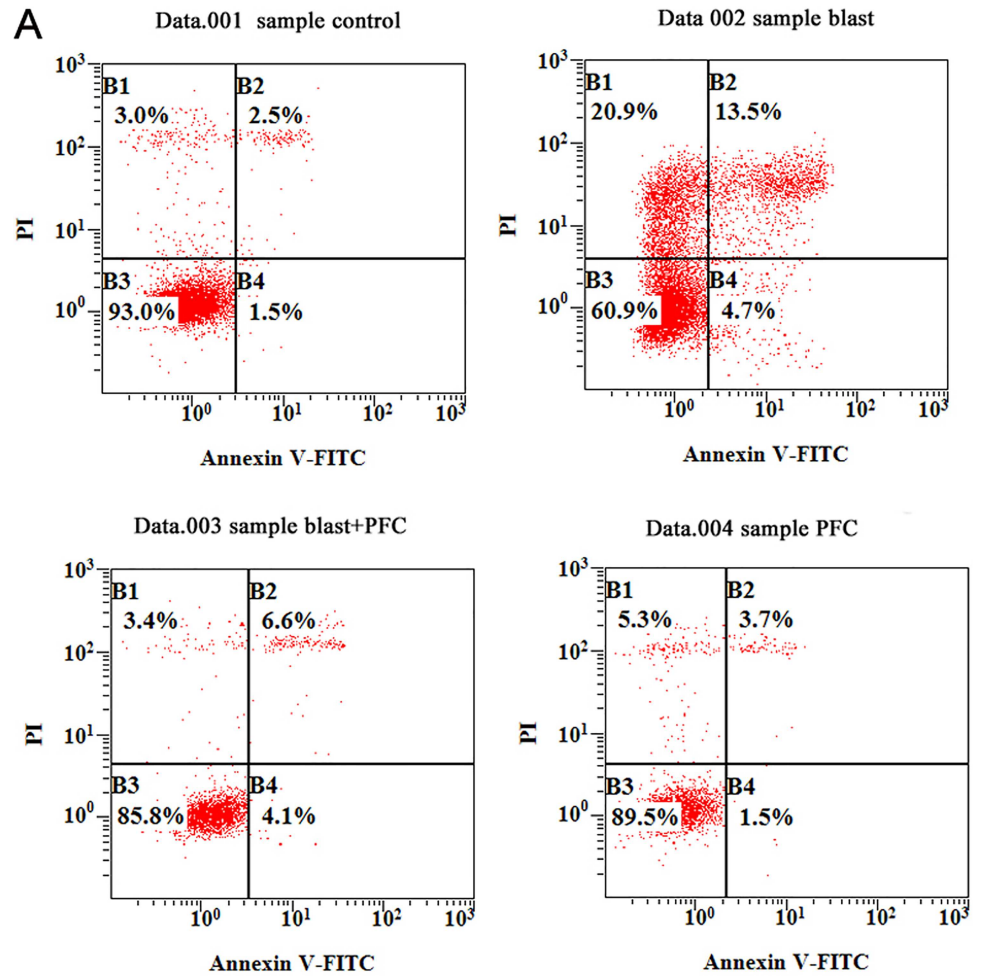 A
Data.001 sample control
10³
B1 B2
3.0% 2.5%
10²
PI
10¹
B3 B4
10⁰
93.0% 1.5%
10⁰ 10¹ 10² 10³
Annexin V-FITC
Data 002 sample blast
10³
B1 B2
20.9% 13.5%
10²
PI
10¹
B3 B4
10⁰
60.9% 4.7%
10⁰ 10¹ 10² 10³
Annexin V-FITC
Data.003 sample blast+PFC
10³
B1 B2
3.4% 6.6%
10²
PI
10¹
B3 B4
10⁰
85.8% 4.1%
10⁰ 10¹ 10² 10³
Annexin V-FITC
Data.004 sample PFC
10³
B1 B2
5.3% 3.7%
10²
PI
10¹
B3 B4
10⁰
89.5% 1.5%
10⁰ 10¹ 10² 10³
Annexin V-FITC